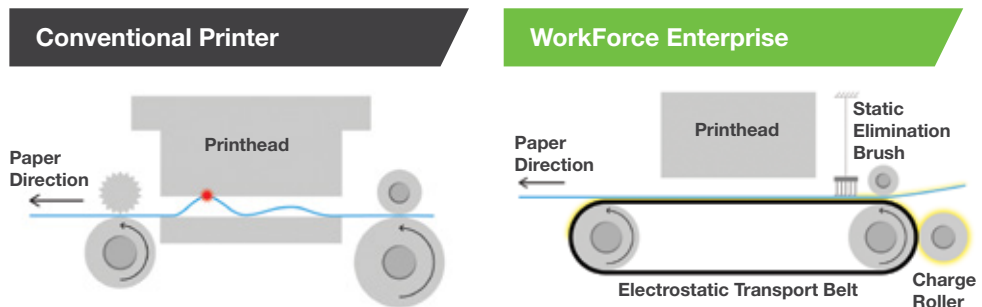 Conventional Printer
WorkForce Enterprise
Printhead
Paper
Direction
Printhead
Static
Elimination
Brush
Paper
Direction
Electrostatic Transport Belt
Charge
Roller